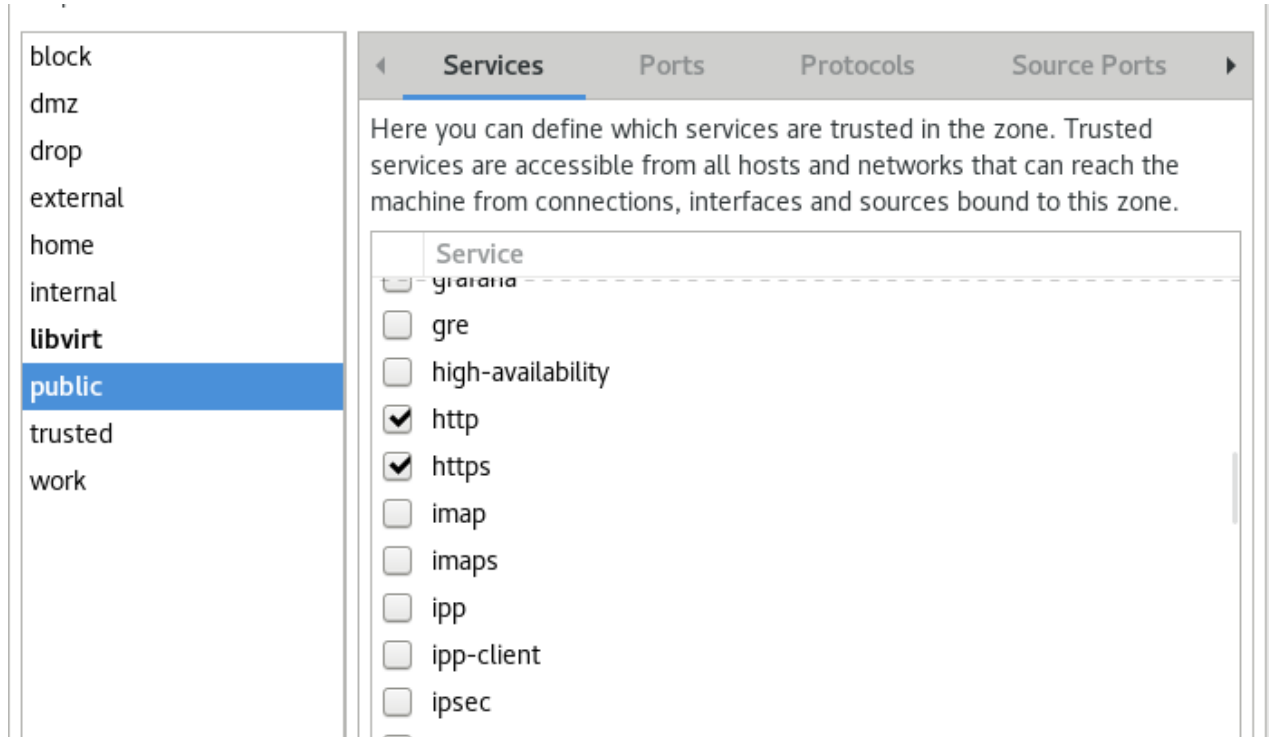 block
dmz
drop
external
home
internal
libvirt
public
trusted
work
Services Ports Protocols Source Ports
Here you can define which services are trusted in the zone. Trusted
services are accessible from all hosts and networks that can reach the
machine from connections, interfaces and sources bound to this zone.
Service
grafana
gre
high-availability
http
https
imap
imaps
ipp
ipp-client
ipsec